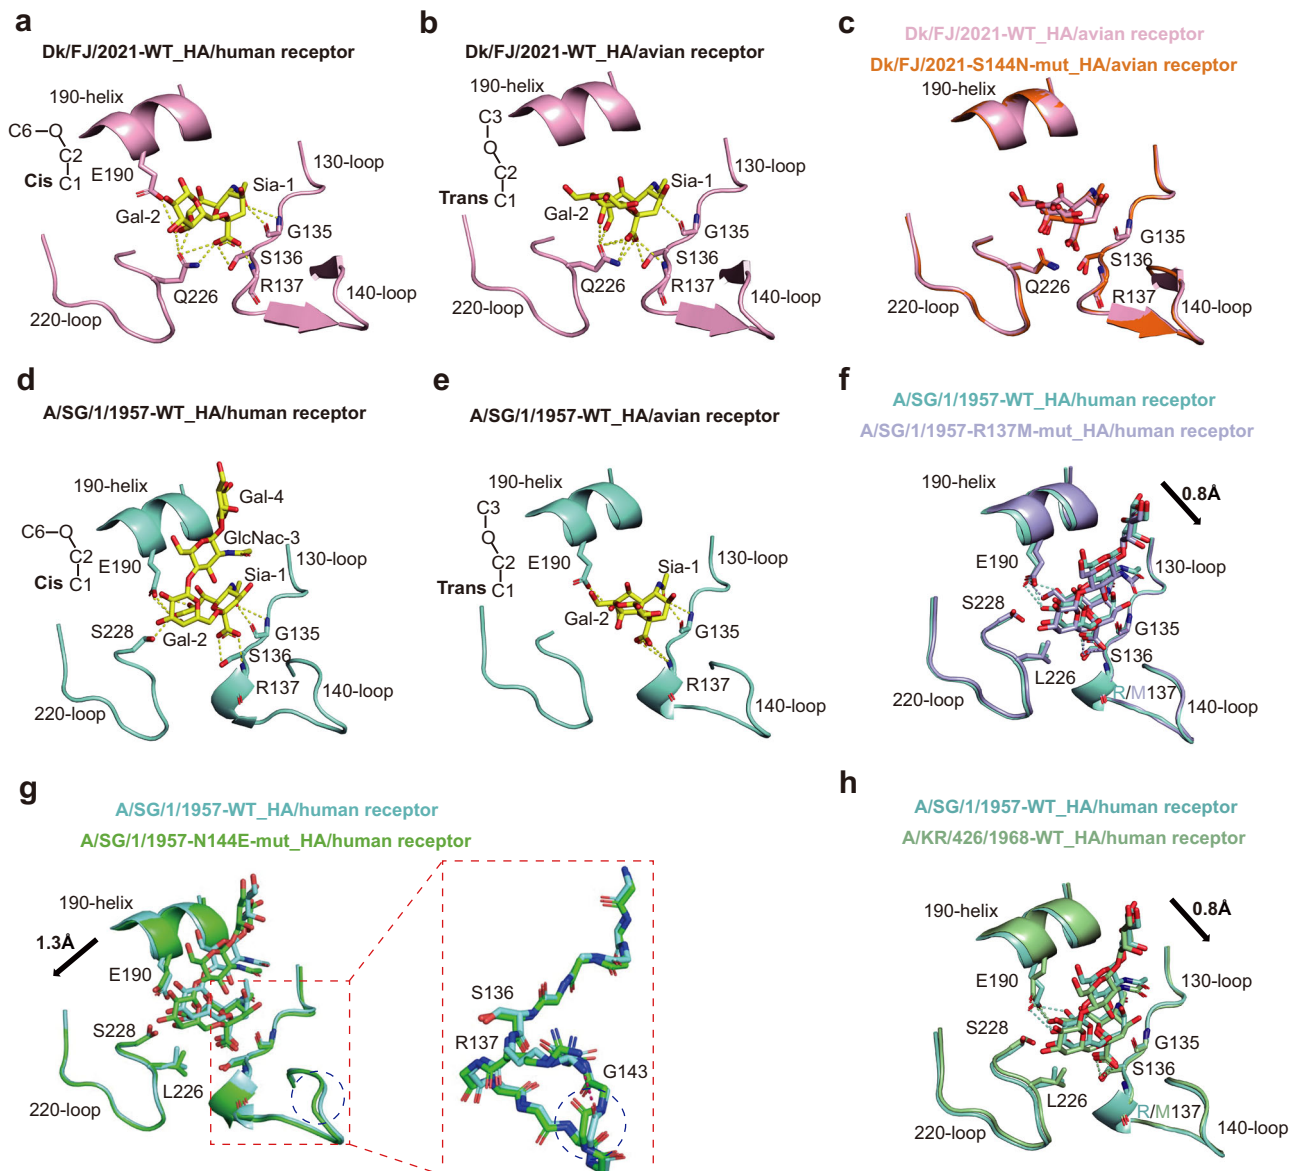 a
Dk/FJ/2021-WT_HA/human receptor
190-helix
C6-O
C2
Cis C1
E190
130-loop
Sia-1
Gal-2
G135
S136
R137
Q226
220-loop
140-loop
b
Dk/FJ/2021-WT_HA/avian receptor
190-helix
C3
O
C2
Trans C1
130-loop
Sia-1
Gal-2
G135
S136
R137
Q226
220-loop
140-loop
c
Dk/FJ/2021-WT_HA/avian receptor
Dk/FJ/2021-S144N-mut_HA/avian receptor
190-helix
130-loop
G135
S136
Q226
R137
220-loop
140-loop
d
A/SG/1/1957-WT_HA/human receptor
190-helix
Gal-4
C6-O
C2
Cis C1
GlcNac-3
E190
130-loop
Sia-1
S228
Gal-2
G135
S136
R137
220-loop
140-loop
e
A/SG/1/1957-WT_HA/avian receptor
190-helix
C3
O
C2
Trans C1
E190
130-loop
Sia-1
Gal-2
G135
R137
220-loop
140-loop
f
A/SG/1/1957-WT_HA/human receptor
A/SG/1/1957-R137M-mut_HA/human receptor
190-helix
0.8Å
E190
130-loop
S228
G135
S136
L226
R/M137
220-loop
140-loop
g
A/SG/1/1957-WT_HA/human receptor
A/SG/1/1957-N144E-mut_HA/human receptor
190-helix
1.3Å
E190
S228
L226
220-loop
S136
R137
G143
h
A/SG/1/1957-WT_HA/human receptor
A/KR/426/1968-WT_HA/human receptor
190-helix
0.8Å
E190
130-loop
S228
G135
S136
L226
R/M137
220-loop
140-loop